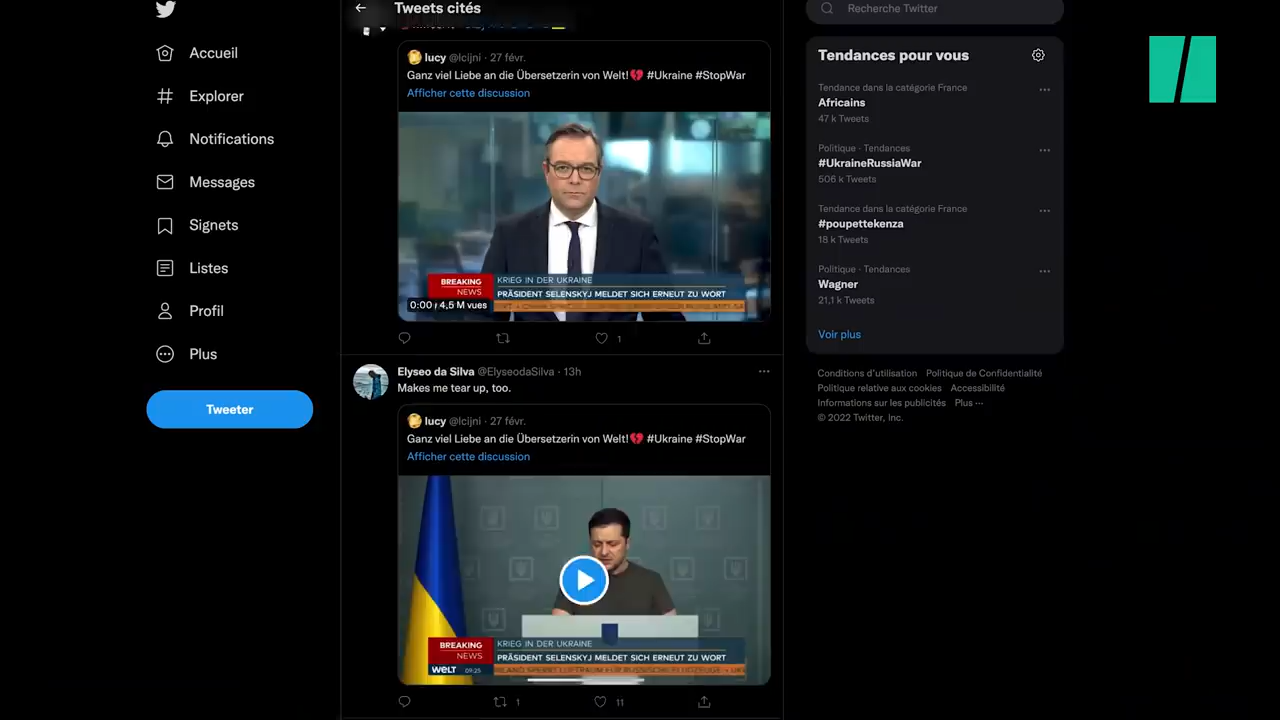 Accueil
Explorer
Notifications
Messages
Signets
Listes
Profil
Plus
Tweeter
Tweets cités
lucy @lcijni · 27 févr.
Ganz viel Liebe an die Übersetzerin von Welt!💔 #Ukraine #StopWar
Afficher cette discussion
BREAKING
NEWS
KRIEG IN DER UKRAINE
PRÄSIDENT SELENSKYJ MELDET SICH ERNEUT ZU WORT
0:00 / 4,5 M vues
1
Elyseo da Silva @ElyseodaSilva · 13h
Makes me tear up, too.
lucy @lcijni · 27 févr.
Ganz viel Liebe an die Übersetzerin von Welt!💔 #Ukraine #StopWar
Afficher cette discussion
BREAKING
NEWS
KRIEG IN DER UKRAINE
PRÄSIDENT SELENSKYJ MELDET SICH ERNEUT ZU WORT
WELT 09:25
1 11
Recherche Twitter
Tendances pour vous
Tendance dans la catégorie France
Africains
47 k Tweets
Politique · Tendances
#UkraineRussiaWar
506 k Tweets
Tendance dans la catégorie France
#poupettekenza
18 k Tweets
Politique · Tendances
Wagner
21,1 k Tweets
Voir plus
Conditions d'utilisation Politique de Confidentialité
Politique relative aux cookies Accessibilité
Informations sur les publicités Plus ···
© 2022 Twitter, Inc.